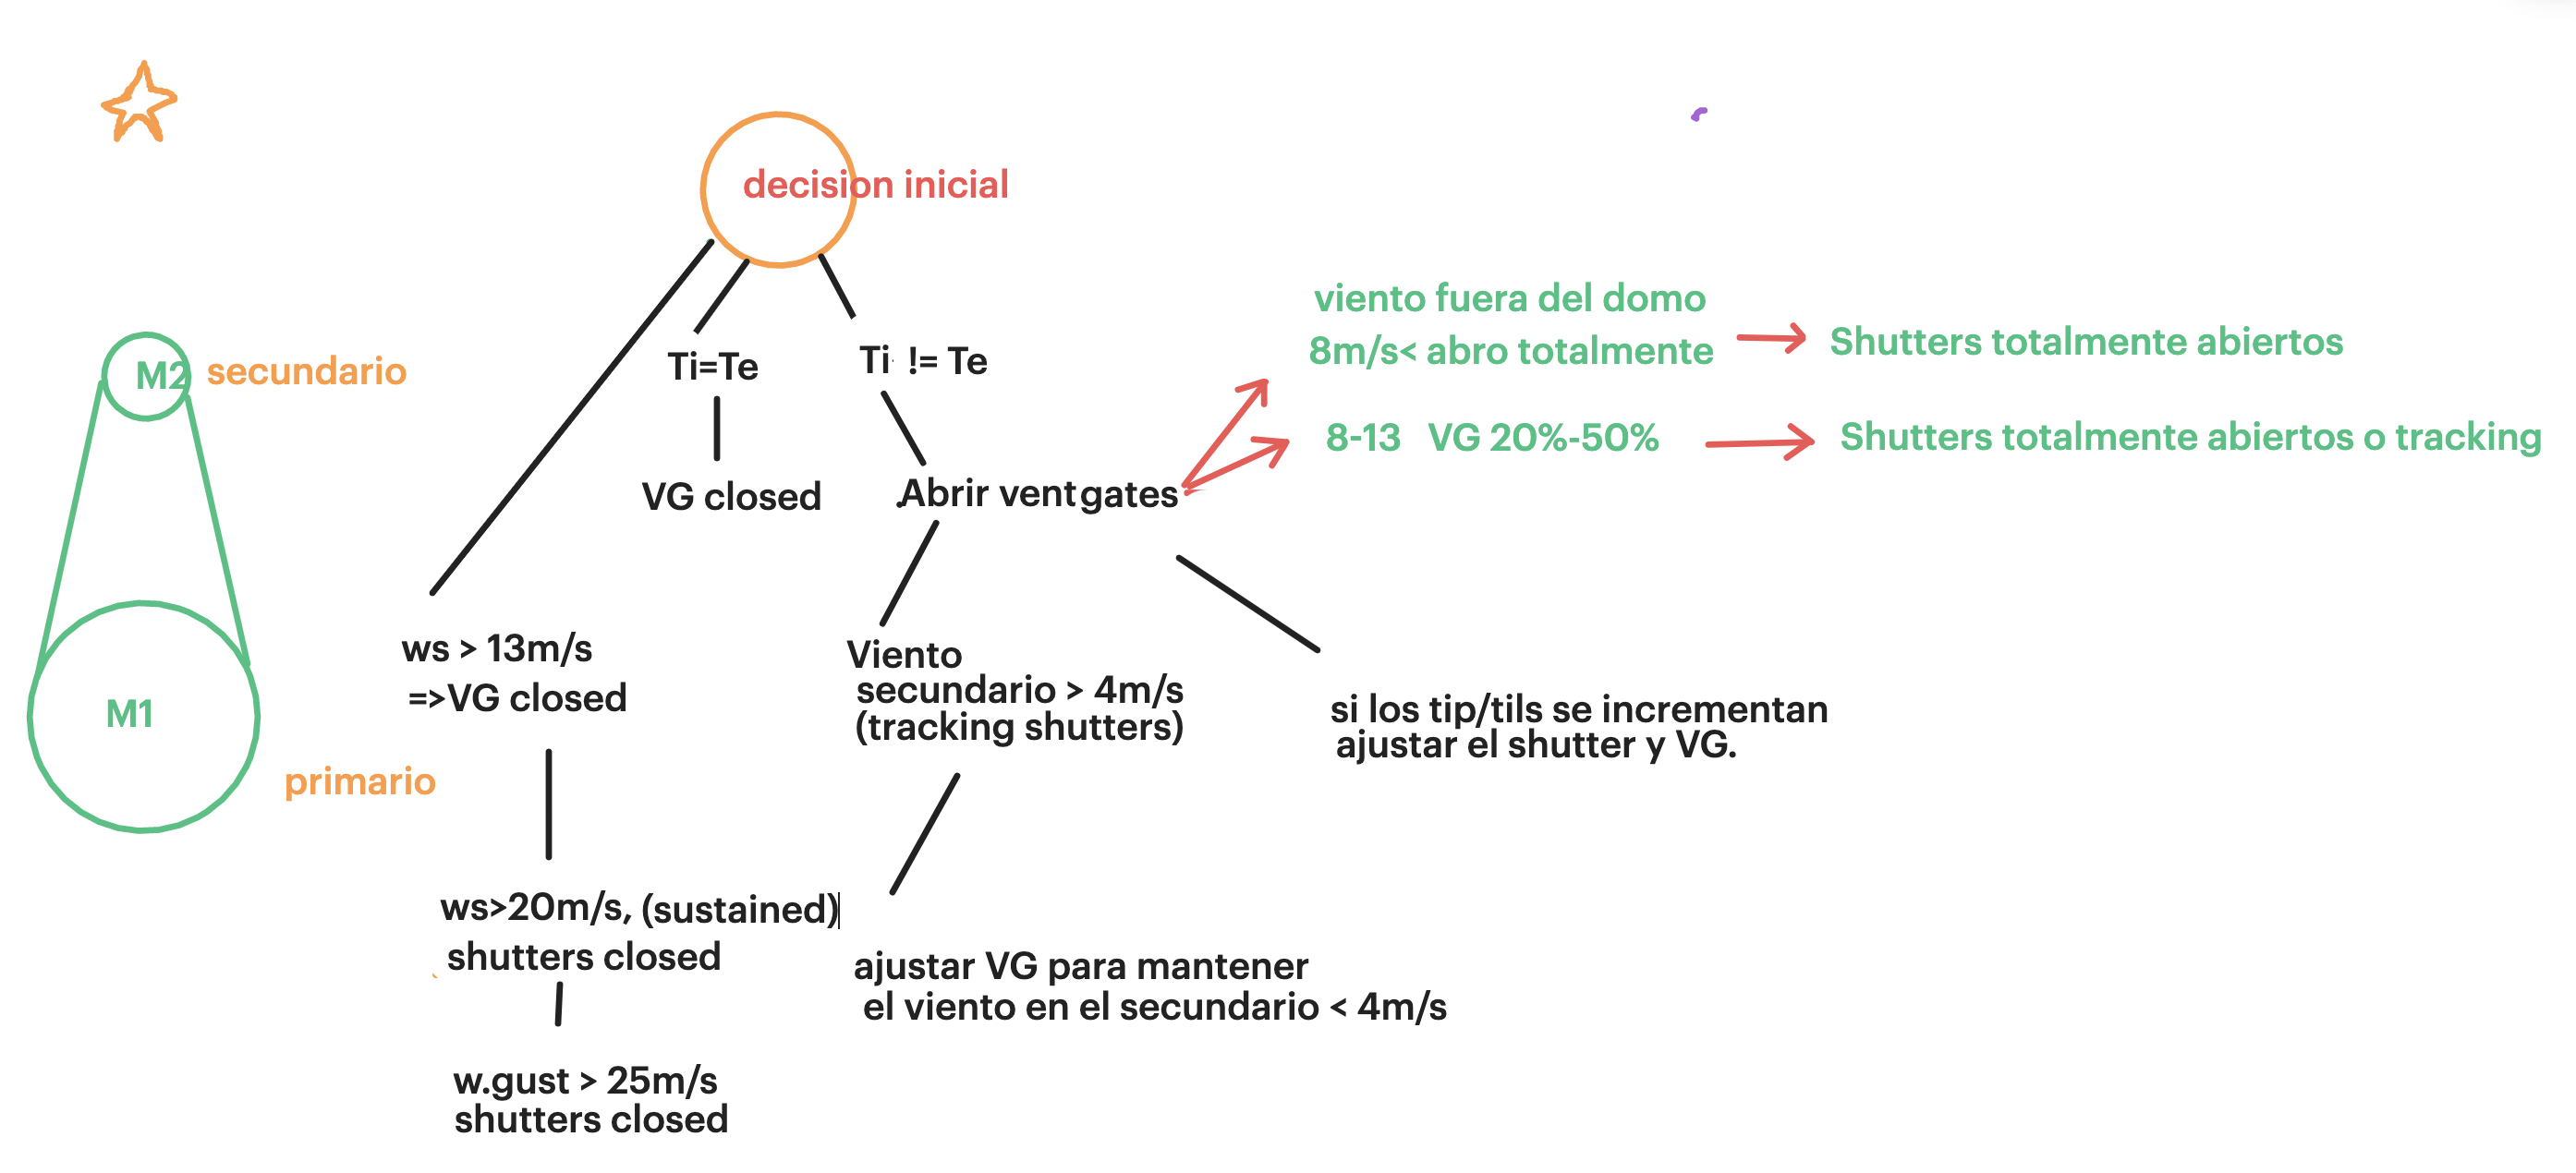 decision inicial
viento fuera del domo
8m/s< abro totalmente
Shutters totalmente abiertos
M2 secundario
Ti=Te
Ti != Te
8-13 VG 20%-50%
Shutters totalmente abiertos o tracking
VG closed
.Abrir ventgates
ws > 13m/s
=>VG closed
Viento
secundario > 4m/s
(tracking shutters)
M1
si los tip/tils se incrementan
ajustar el shutter y VG.
primario
ws>20m/s, (sustained)
shutters closed
ajustar VG para mantener
el viento en el secundario < 4m/s
w.gust > 25m/s
shutters closed